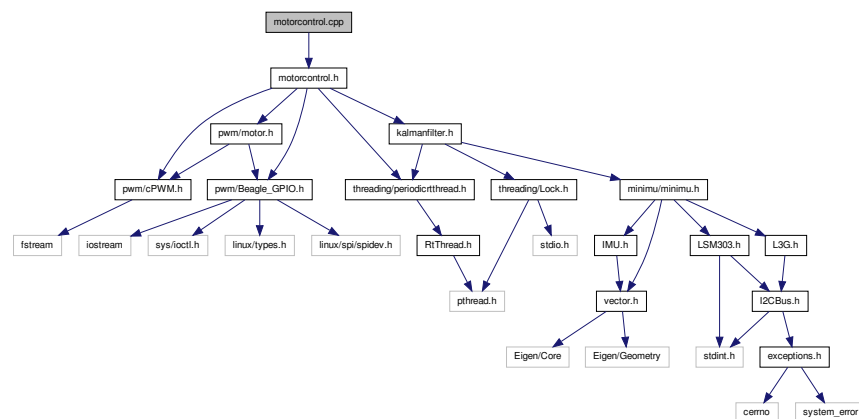 motorcontrol.cpp
motorcontrol.h
pwm/motor.h
kalmanfilter.h
pwm/cPWM.h
pwm/Beagle_GPIO.h
threading/periodicrtthread.h
threading/Lock.h
minimu/minimu.h
fstream
iostream
sys/ioctl.h
linux/types.h
linux/spi/spidev.h
RtThread.h
stdio.h
IMU.h
LSM303.h
L3G.h
pthread.h
vector.h
I2CBus.h
Eigen/Core
Eigen/Geometry
stdint.h
exceptions.h
cerrno
system_error